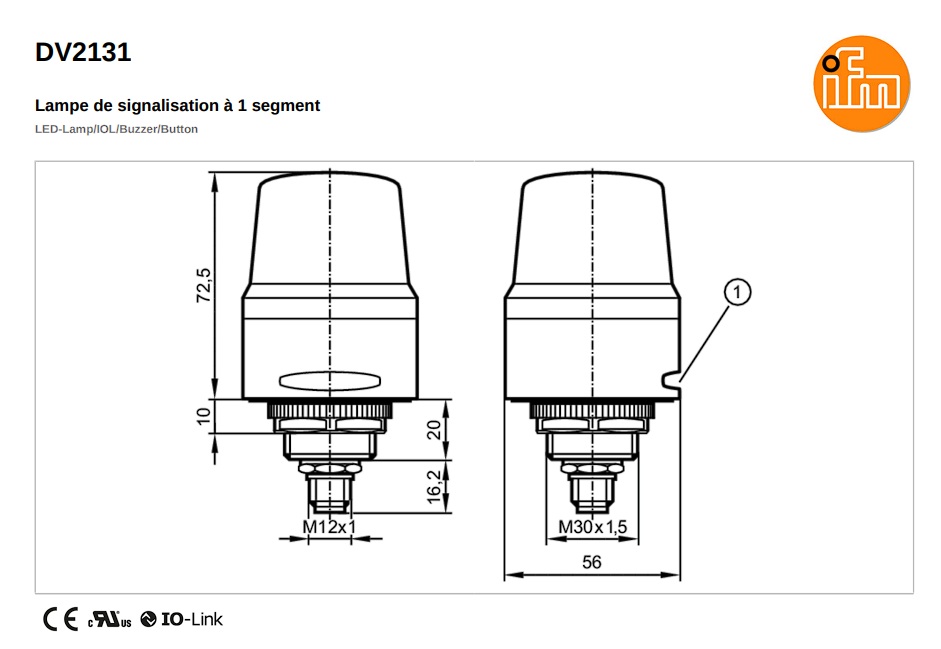 DV2131
ifm
Lampe de signalisation à 1 segment
LED-Lamp/IOL/Buzzer/Button
72,5
10
20
16,2
M12x1
1
M30x1,5
56
CE
c RU US
IO-Link